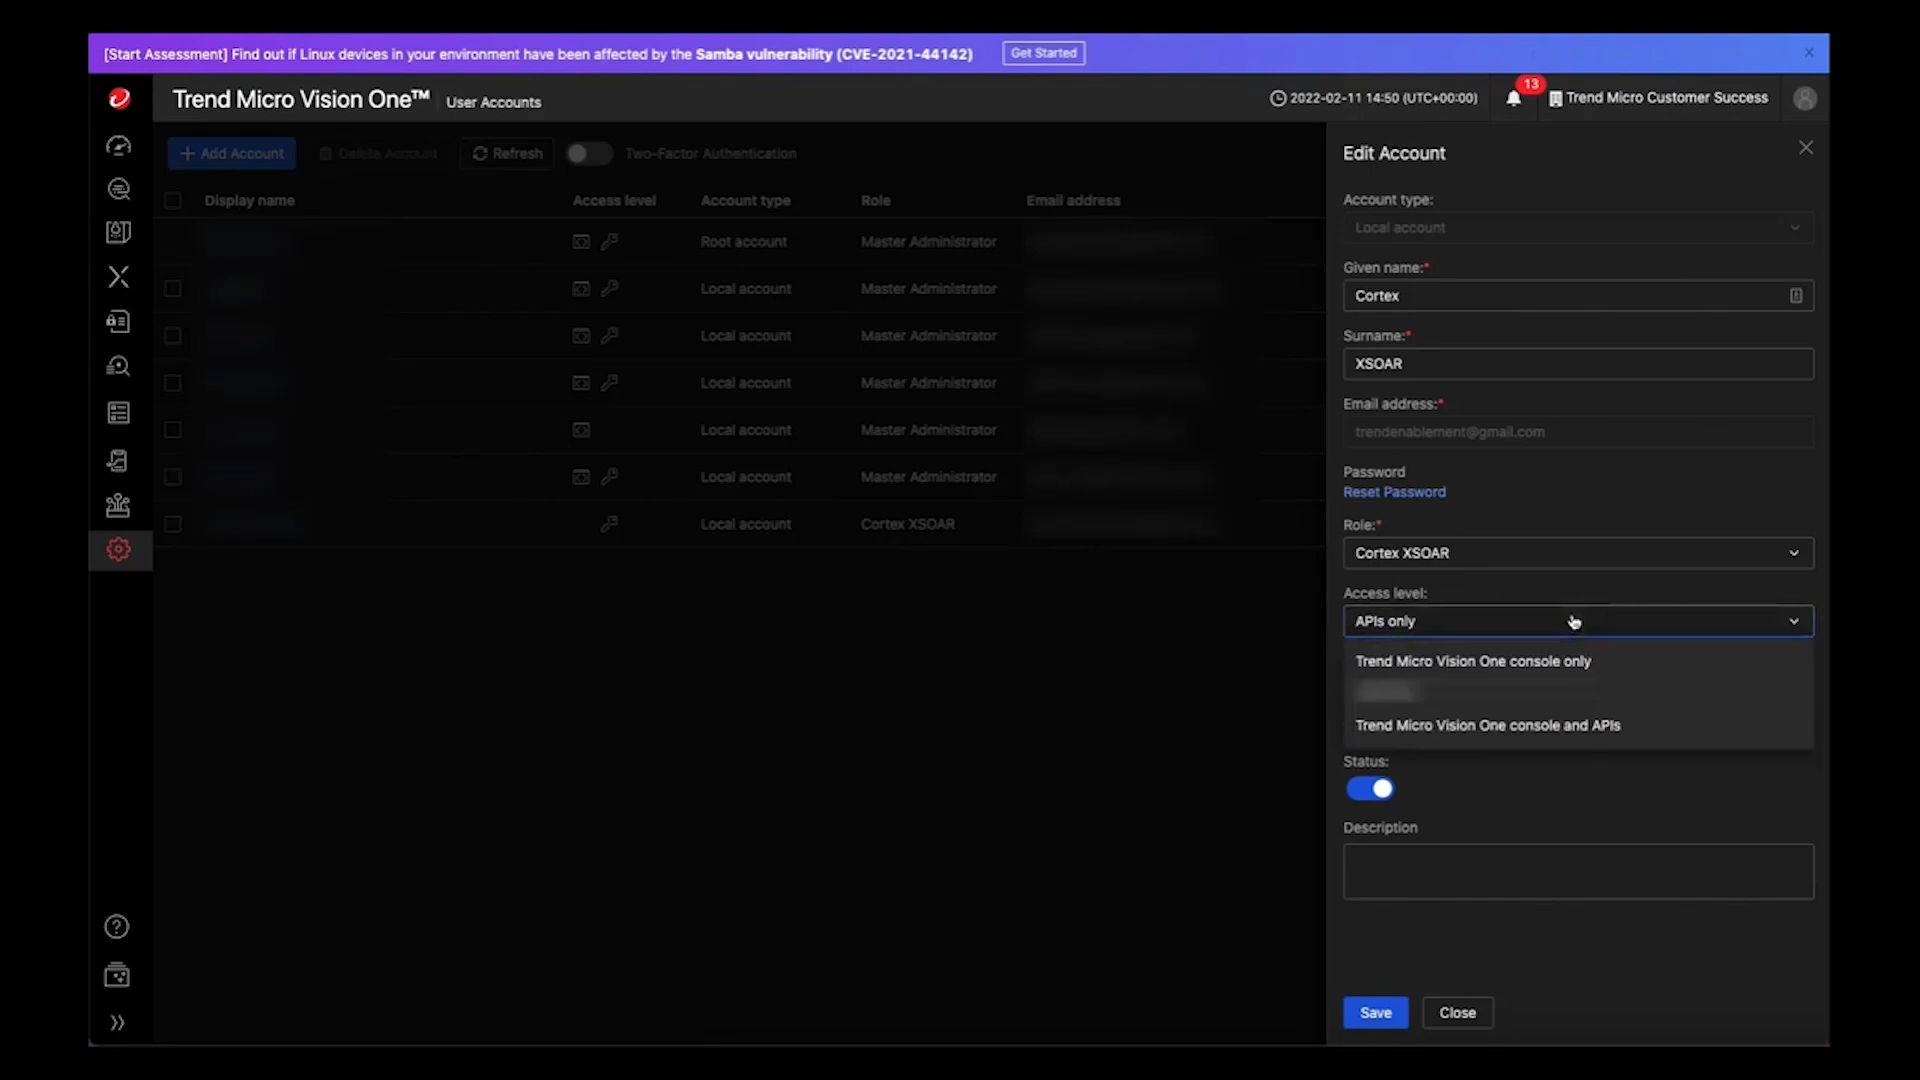 [Start Assessment] Find out if Linux devices in your environment have been affected by the Samba vulnerability (CVE-2021-44142) Get Started
Trend Micro Vision One™ User Accounts 2022-02-11 14:50 (UTC+00:00) 13 Trend Micro Customer Success
+ Add Account Delete Account Refresh Two-Factor Authentication
Display name Access level Account type Role Email address
Root account Master Administrator
Local account Master Administrator
Local account Master Administrator
Local account Master Administrator
Local account Master Administrator
Local account Master Administrator
Local account Cortex XSOAR
Edit Account
Account type:
Local account
Given name:*
Cortex
Surname:*
XSOAR
Email address:*
trendenablement@gmail.com
Password
Reset Password
Role:*
Cortex XSOAR
Access level:
APIs only
Trend Micro Vision One console only
Trend Micro Vision One console and APIs
Status:
Description
Save Close